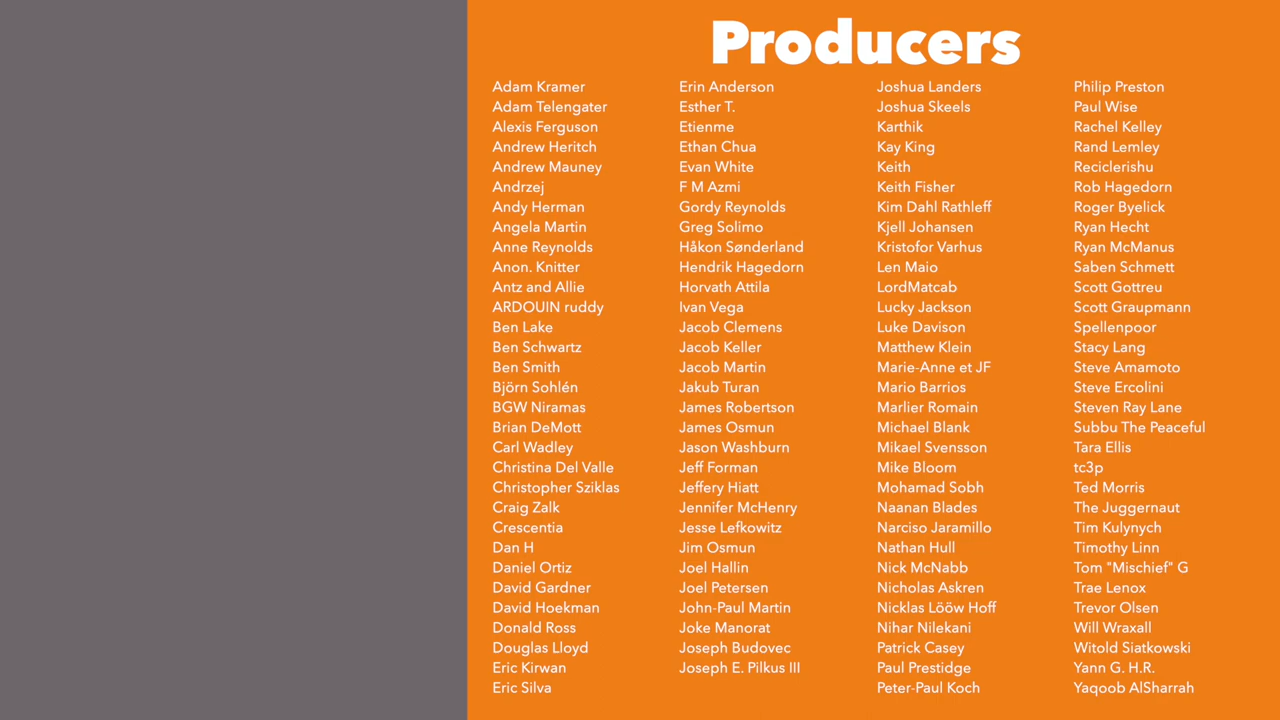 Producers
Adam Kramer
Adam Telengater
Alexis Ferguson
Andrew Heritch
Andrew Mauney
Andrzej
Andy Herman
Angela Martin
Anne Reynolds
Anon. Knitter
Antz and Allie
ARDOUIN ruddy
Ben Lake
Ben Schwartz
Ben Smith
Björn Sohlén
BGW Niramas
Brian DeMott
Carl Wadley
Christina Del Valle
Christopher Sziklas
Craig Zalk
Crescentia
Dan H
Daniel Ortiz
David Gardner
David Hoekman
Donald Ross
Douglas Lloyd
Eric Kirwan
Eric Silva
Erin Anderson
Esther T.
Etienme
Ethan Chua
Evan White
F M Azmi
Gordy Reynolds
Greg Solimo
Håkon Sønderland
Hendrik Hagedorn
Horvath Attila
Ivan Vega
Jacob Clemens
Jacob Keller
Jacob Martin
Jakub Turan
James Robertson
James Osmun
Jason Washburn
Jeff Forman
Jeffery Hiatt
Jennifer McHenry
Jesse Lefkowitz
Jim Osmun
Joel Hallin
Joel Petersen
John-Paul Martin
Joke Manorat
Joseph Budovec
Joseph E. Pilkus III
Joshua Landers
Joshua Skeels
Karthik
Kay King
Keith
Keith Fisher
Kim Dahl Rathleff
Kjell Johansen
Kristofor Varhus
Len Maio
LordMatcab
Lucky Jackson
Luke Davison
Matthew Klein
Marie-Anne et JF
Mario Barrios
Marlier Romain
Michael Blank
Mikael Svensson
Mike Bloom
Mohamad Sobh
Naanan Blades
Narciso Jaramillo
Nathan Hull
Nick McNabb
Nicholas Askren
Nicklas Lööw Hoff
Nihar Nilekani
Patrick Casey
Paul Prestidge
Peter-Paul Koch
Philip Preston
Paul Wise
Rachel Kelley
Rand Lemley
Reciclerishu
Rob Hagedorn
Roger Byelick
Ryan Hecht
Ryan McManus
Saben Schmett
Scott Gottreu
Scott Graupmann
Spellenpoor
Stacy Lang
Steve Amamoto
Steve Ercolini
Steven Ray Lane
Subbu The Peaceful
Tara Ellis
tc3p
Ted Morris
The Juggernaut
Tim Kulynych
Timothy Linn
Tom "Mischief" G
Trae Lenox
Trevor Olsen
Will Wraxall
Witold Siatkowski
Yann G. H.R.
Yaqoob AlSharrah